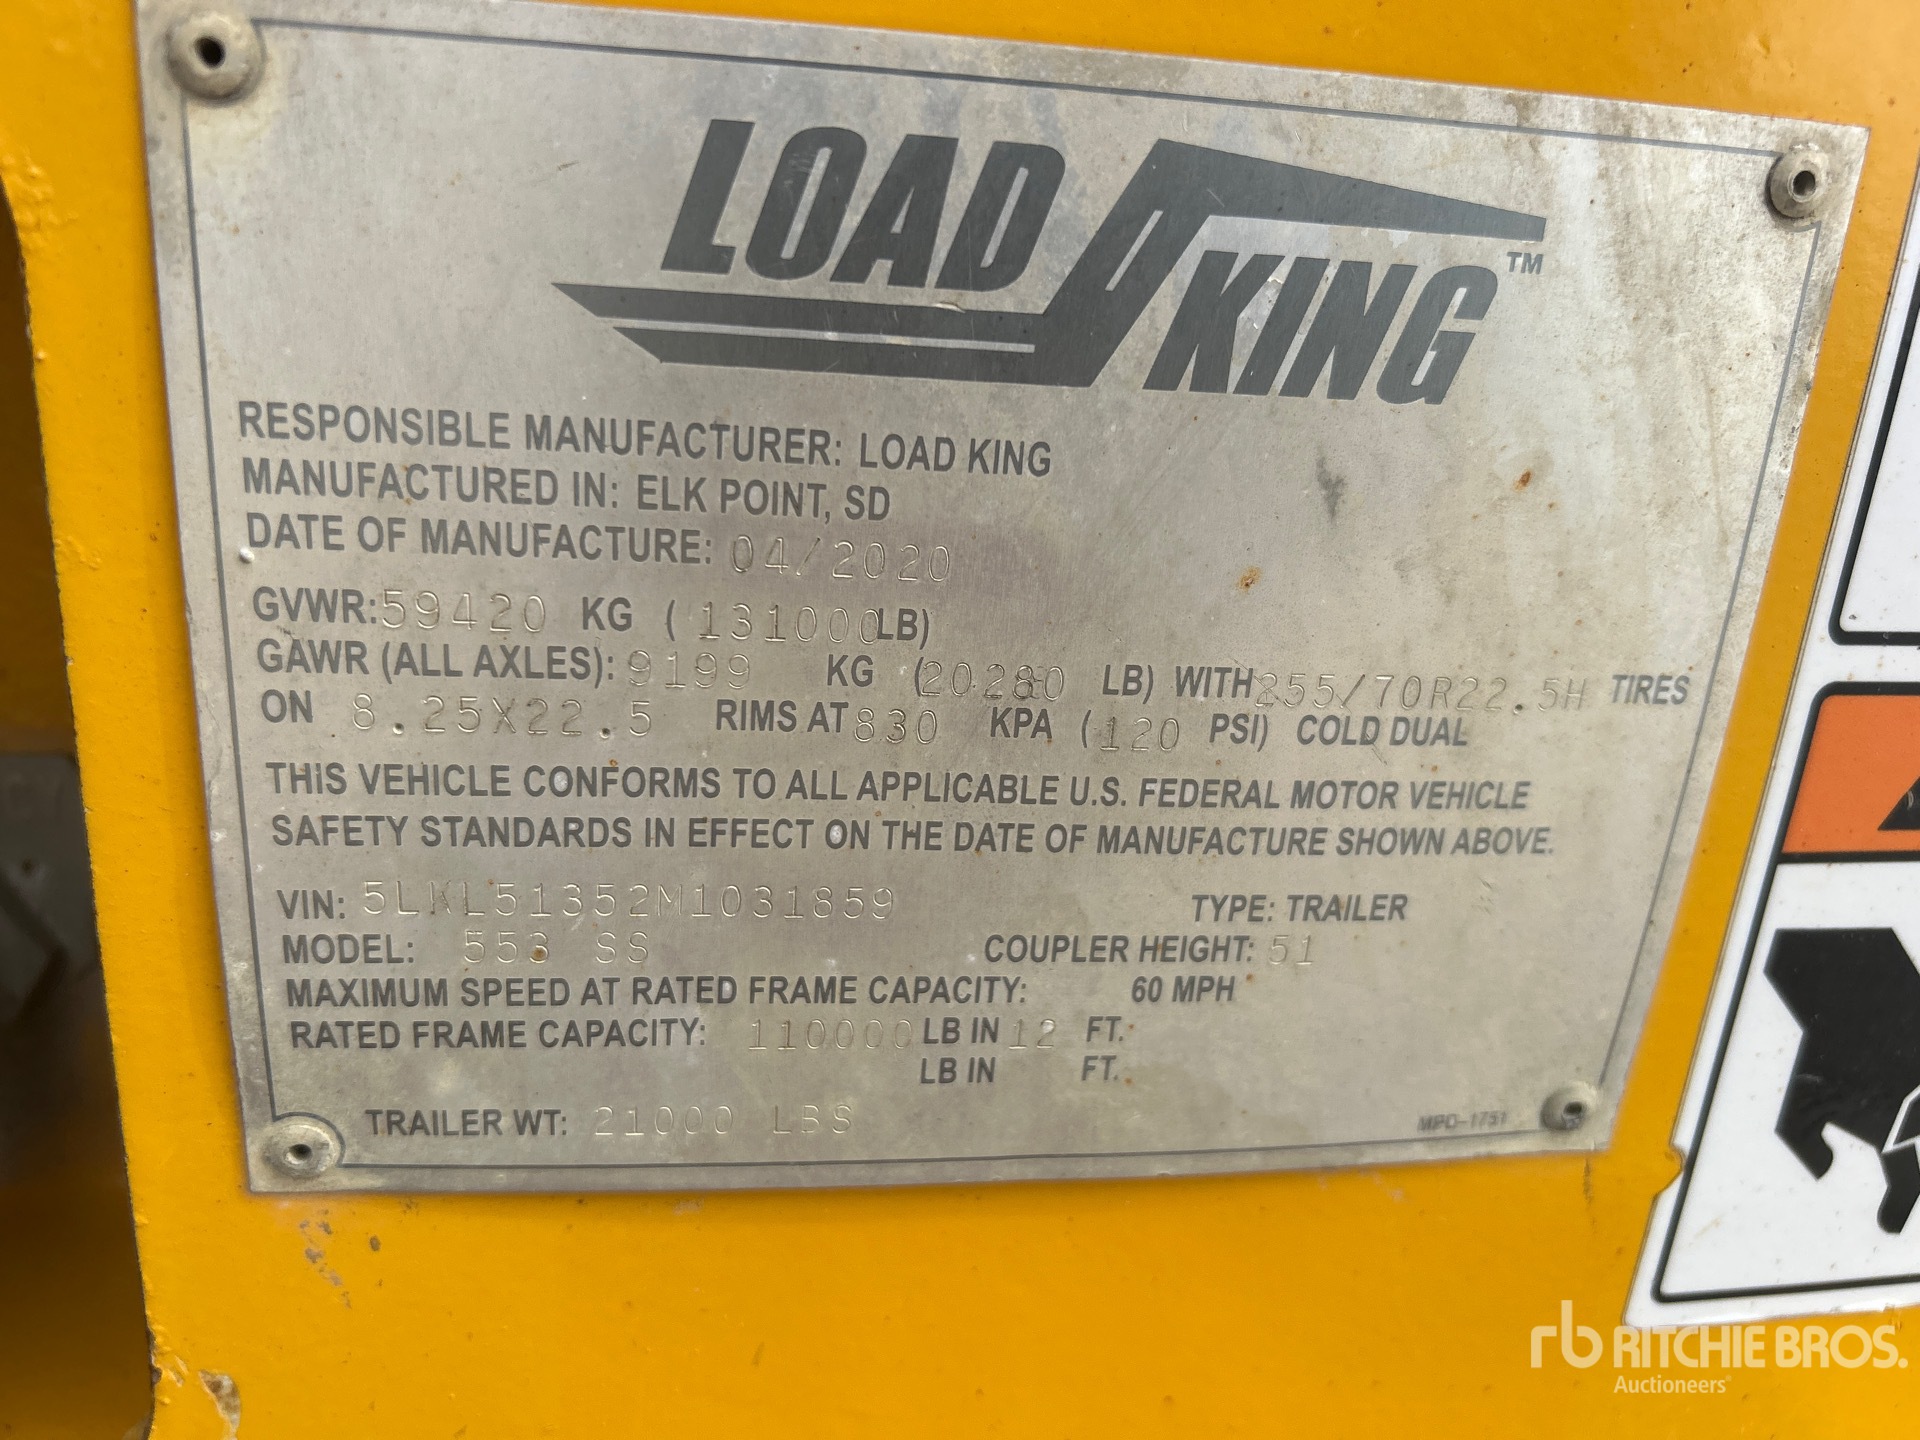 LOAD KING™
RESPONSIBLE MANUFACTURER: LOAD KING
MANUFACTURED IN: ELK POINT, SD
DATE OF MANUFACTURE: 04/2020
GVWR: 59420 KG (131000LB)
GAWR (ALL AXLES): 9199 KG (20280 LB) WITH 255/70R22.5H TIRES
ON 8.25X22.5 RIMS AT 830 KPA (120 PSI) COLD DUAL
THIS VEHICLE CONFORMS TO ALL APPLICABLE U.S. FEDERAL MOTOR VEHICLE
SAFETY STANDARDS IN EFFECT ON THE DATE OF MANUFACTURE SHOWN ABOVE.
VIN: 5LKL51352M1031859 TYPE: TRAILER
MODEL: 553 SS COUPLER HEIGHT: 51
MAXIMUM SPEED AT RATED FRAME CAPACITY: 60 MPH
RATED FRAME CAPACITY: 110000 LB IN 12 FT.
LB IN FT.
TRAILER WT: 21000 LBS
MPD-1751
rb RITCHIE BROS.
Auctioneers